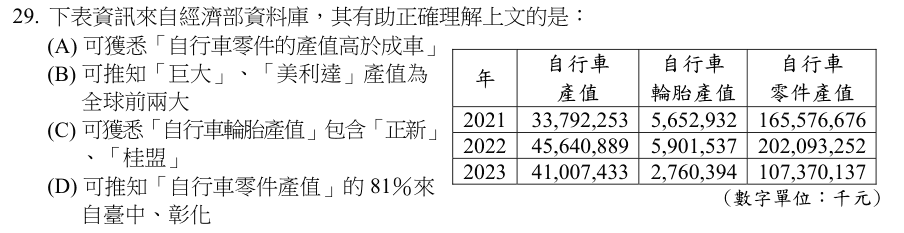 29. 下表資訊來自經濟部資料庫，其有助正確理解上文的是：
(A) 可獲悉「自行車零件的產值高於成車」
(B) 可推知「巨大」、「美利達」產值為
全球前兩大
(C) 可獲悉「自行車輪胎產值」包含「正新」
、「桂盟」
(D) 可推知「自行車零件產值」的 81％來
自臺中、彰化
年 自行車產值 自行車輪胎產值 自行車零件產值
2021 33,792,253 5,652,932 165,576,676
2022 45,640,889 5,901,537 202,093,252
2023 41,007,433 2,760,394 107,370,137
（數字單位：千元）